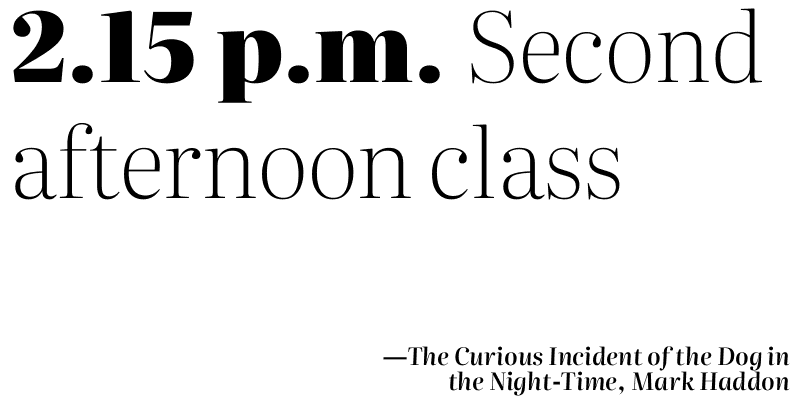 2.15 p.m. Second
afternoon class
—The Curious Incident of the Dog in
the Night-Time, Mark Haddon